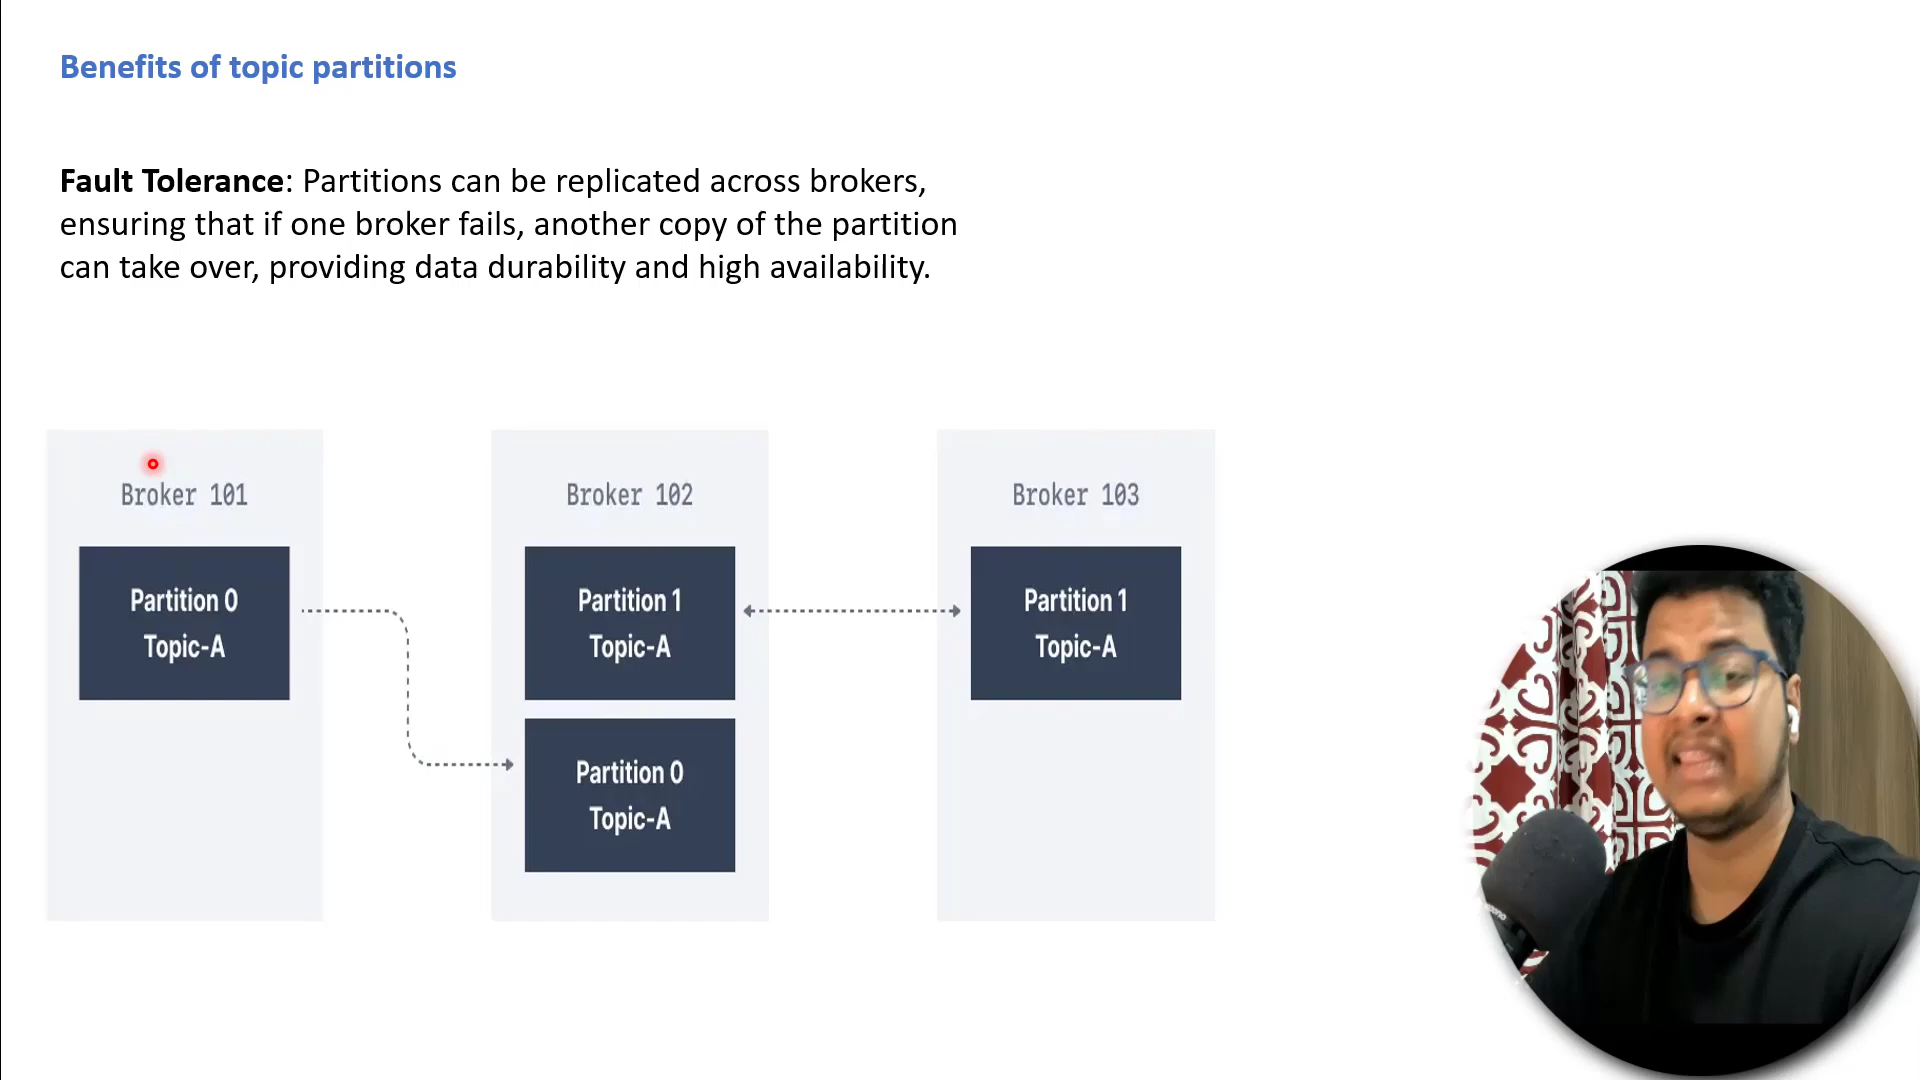 Benefits of topic partitions
Fault Tolerance: Partitions can be replicated across brokers,
ensuring that if one broker fails, another copy of the partition
can take over, providing data durability and high availability.
Broker 101
Partition 0
Topic-A
Broker 102
Partition 1
Topic-A
Partition 0
Topic-A
Broker 103
Partition 1
Topic-A